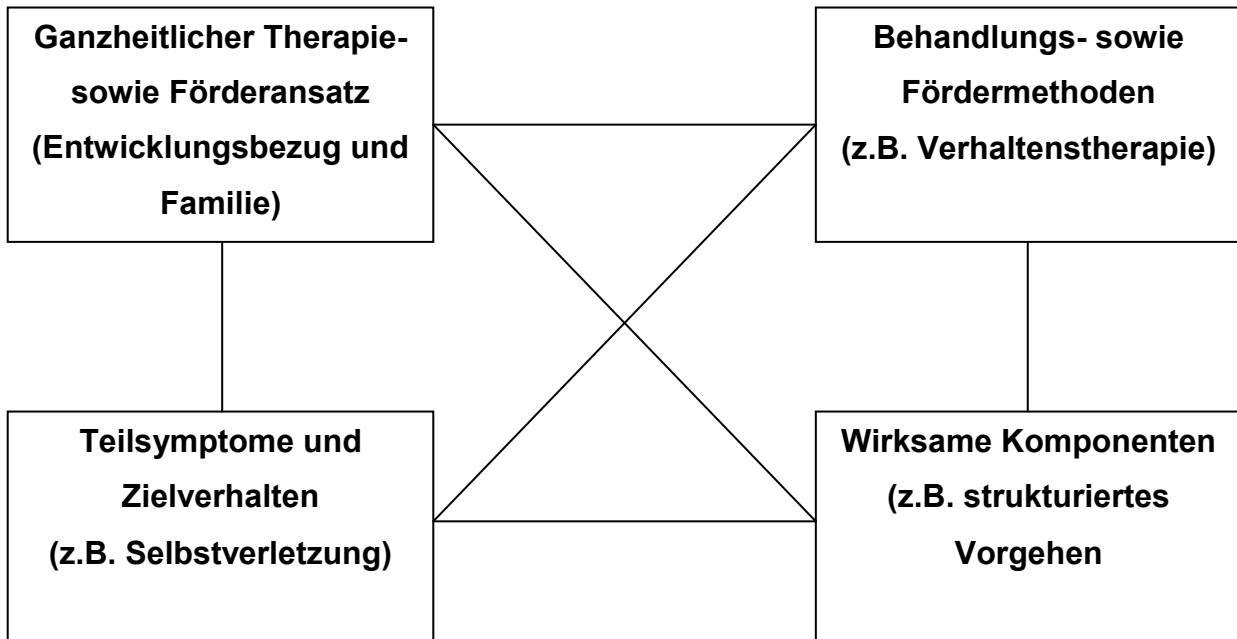 Ganzheitlicher Therapie-
sowie Förderansatz
(Entwicklungsbezug und
Familie)
Behandlungs- sowie
Fördermethoden
(z.B. Verhaltenstherapie)
Teilsymptome und
Zielverhalten
(z.B. Selbstverletzung)
Wirksame Komponenten
(z.B. strukturiertes
Vorgehen